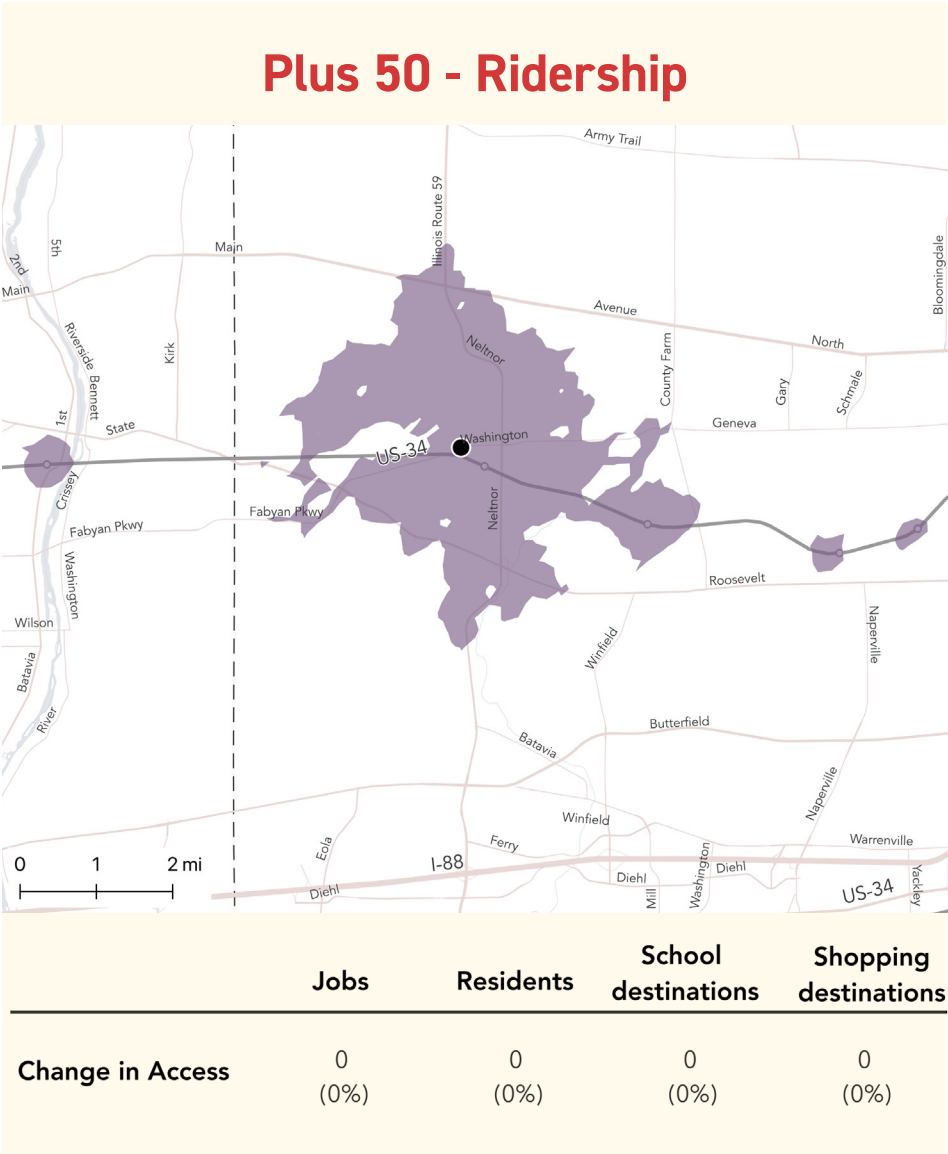 Plus 50 - Ridership
Army Trail
Illinois Route 59
5th
Main
Bloomingdale
2nd
Main
Avenue
Riverside
North
Neltnor
Kirk
County Farm
Bennett
Gary
Schmale
1st
State
Geneva
Washington
US-34
Crissey
Neltnor
Fabyan Pkwy
Fabyan Pkwy
Washington
Roosevelt
Wilson
Naperville
Winfield
Batavia
River
Butterfield
Batavia
Naperville
Winfield
Eola
Ferry
Warrenville
0 1 2 mi
I-88
Diehl
Washington
Diehl
Diehl
Mill
US-34
Yackley
Jobs
Residents
School
destinations
Shopping
destinations
Change in Access
0 0 0 0
(0%) (0%) (0%) (0%)